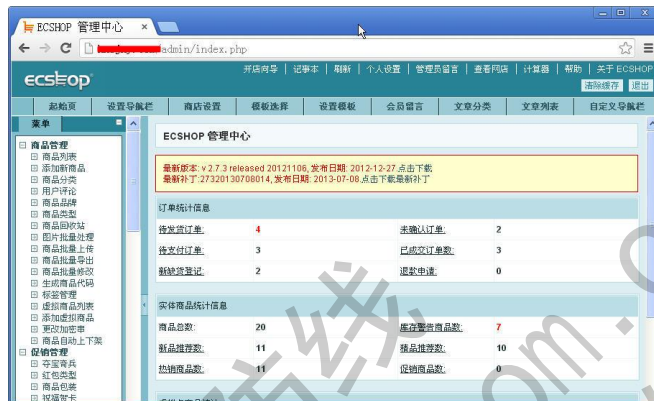 ECSHOP 管理中心
admin/index.php
ecshop
开店向导 | 记事本 | 刷新 | 个人设置 | 管理员留言 | 查看网店 | 计算器 | 帮助 | 关于 ECSHOP
清除缓存 退出
起始页 设置导航栏 商店设置 模板选择 设置模板 会员留言 文章分类 文章列表 自定义导航栏
菜单
商品管理
商品列表
添加新商品
商品分类
用户评论
商品品牌
商品类型
商品回收站
图片批量处理
商品批量上传
商品批量导出
商品批量修改
生成商品代码
标签管理
虚拟商品列表
添加虚拟商品
更改加密串
商品自动上下架
促销管理
夺宝奇兵
红包类型
商品包装
祝福贺卡
ECSHOP 管理中心
最新版本: v 2.7.3 released 20121106, 发布日期: 2012-12-27.点击下载
最新补丁:27320130708014, 发布日期: 2013-07-08.点击下载最新补丁
订单统计信息
待发货订单: 4 未确认订单: 2
待支付订单: 3 已成交订单数: 3
新缺货登记: 2 退款申请: 0
实体商品统计信息
商品总数: 20 库存警告商品数: 7
新品推荐数: 11 精品推荐数: 10
热销商品数: 11 促销商品数: 0